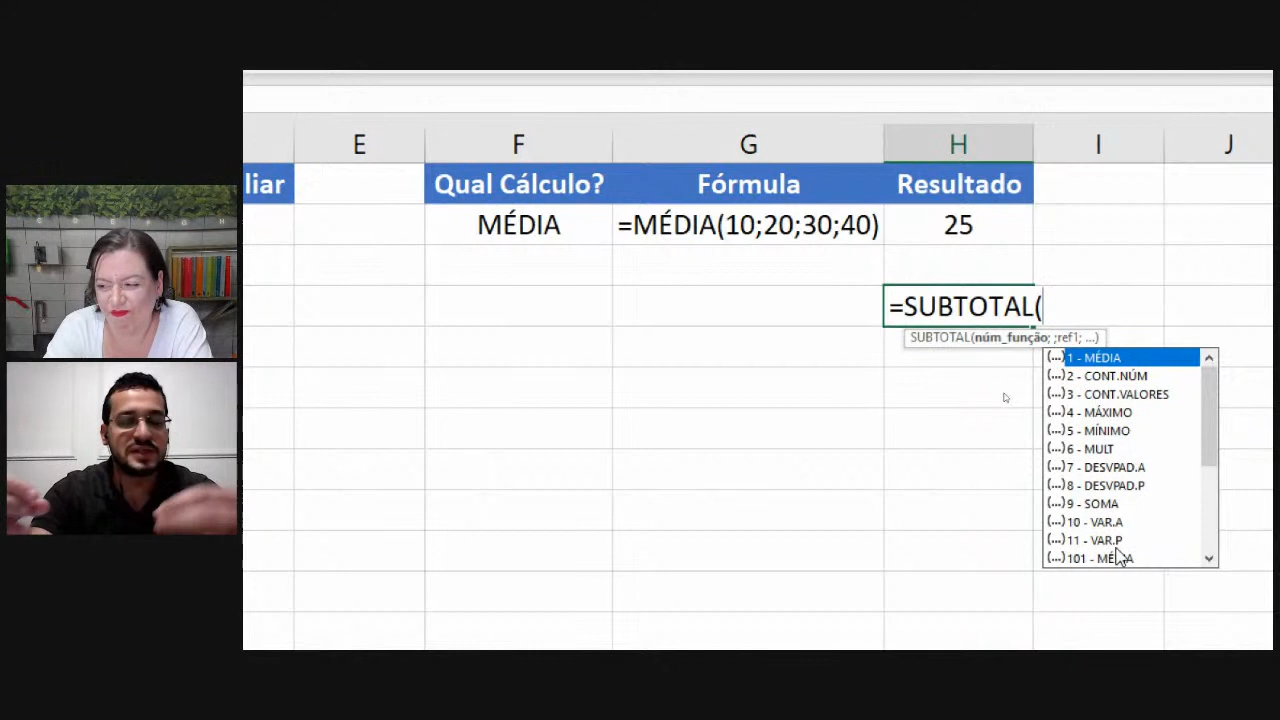 E F G H I J
liar Qual Cálculo? Fórmula Resultado
MÉDIA =MÉDIA(10;20;30;40) 25
=SUBTOTAL(
SUBTOTAL(núm_função; ;ref1; ...)
(...) 1 - MÉDIA
(...) 2 - CONT.NÚM
(...) 3 - CONT.VALORES
(...) 4 - MÁXIMO
(...) 5 - MÍNIMO
(...) 6 - MULT
(...) 7 - DESVPAD.A
(...) 8 - DESVPAD.P
(...) 9 - SOMA
(...) 10 - VAR.A
(...) 11 - VAR.P
(...) 101 - MÉDIA